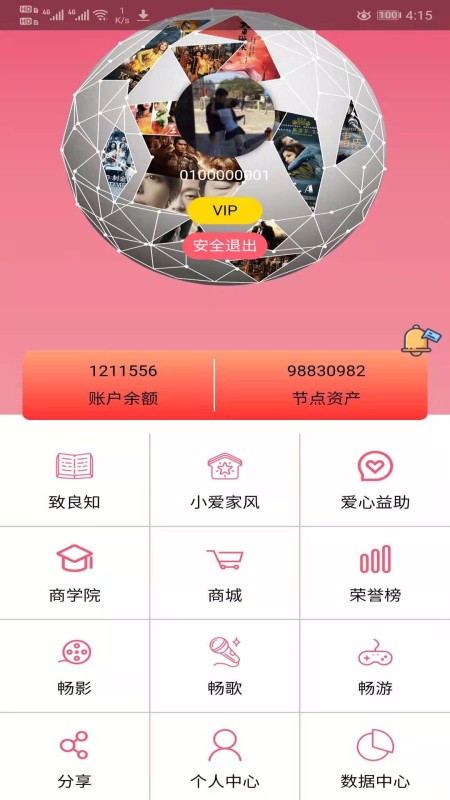 HD B 4G 4G 1 K/s 100 4:15
0100000001
VIP
安全退出
1211556 98830982
账户余额 节点资产
致良知 小爱家风 爱心益助
商学院 商城 荣誉榜
畅影 畅歌 畅游
分享 个人中心 数据中心